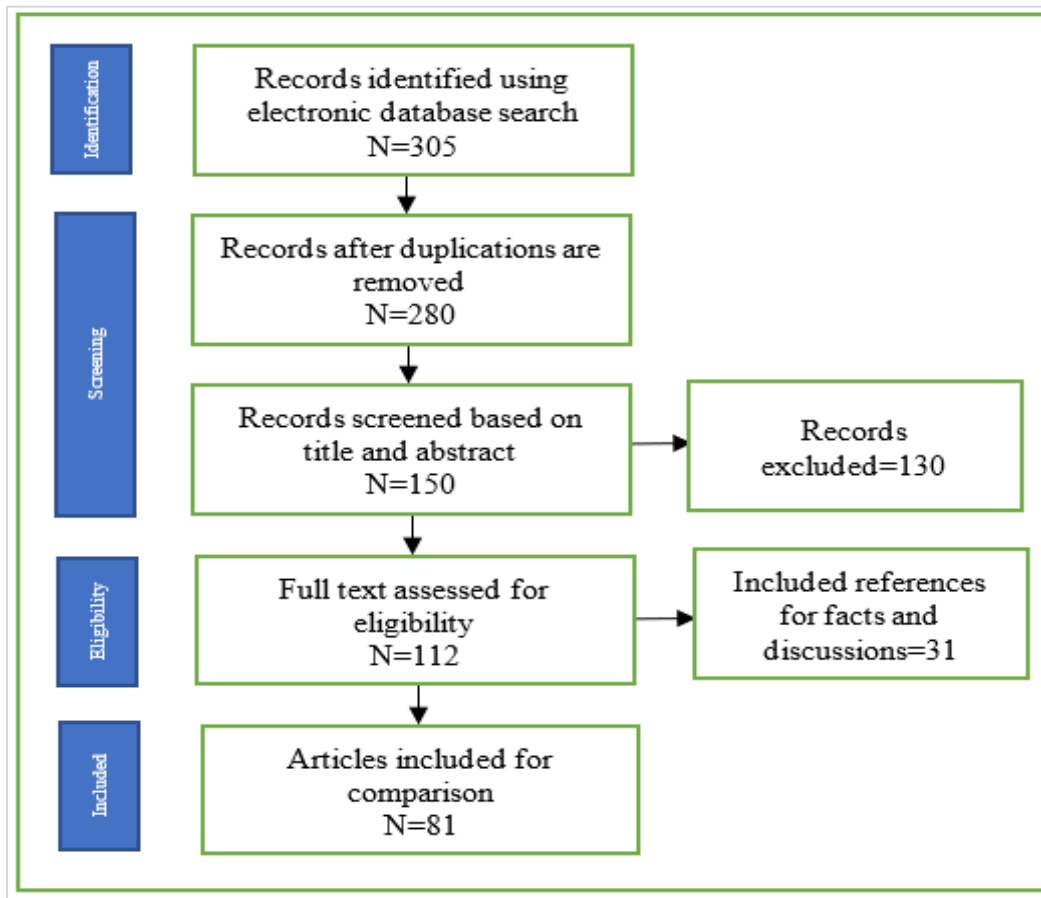 Identification
Records identified using
electronic database search
N=305
Screening
Records after duplications are
removed
N=280
Records screened based on
title and abstract
N=150
Records
excluded=130
Eligibility
Full text assessed for
eligibility
N=112
Included references
for facts and
discussions=31
Included
Articles included for
comparison
N=81